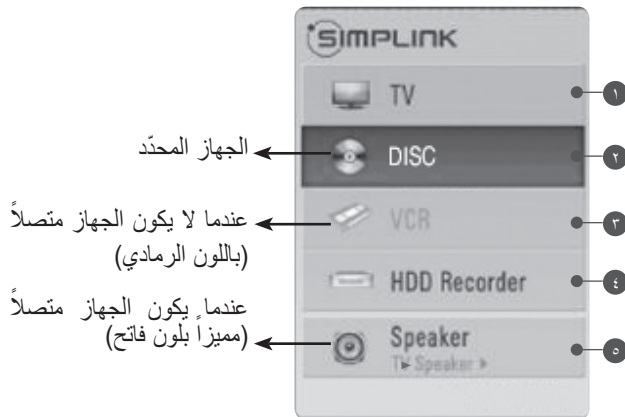 SIMPLINK
TV
١
DISC
٢
الجهاز المحدّد
VCR
٣
عندما لا يكون الجهاز متصلاً
(باللون الرمادي)
HDD Recorder
٤
عندما يكون الجهاز متصلاً
(مميزاً بلون فاتح)
Speaker
TV Speaker
٥